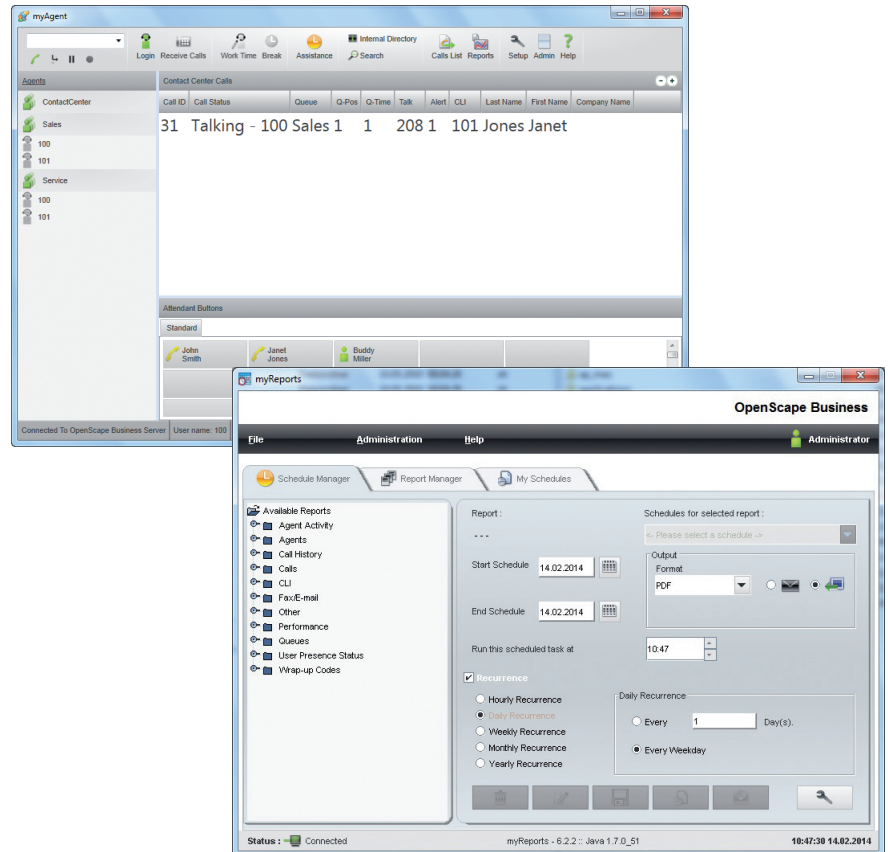 myAgent
Login Receive Calls Work Time Break Assistance Internal Directory Search Calls List Reports Setup Admin Help
Agents
ContactCenter
Sales
100
101
Service
100
101
Contact Center Calls
Call ID Call Status Queue Q-Pos Q-Time Talk Alert CLI Last Name First Name Company Name
31 Talking - 100 Sales 1 1 208 1 101 Jones Janet
Attendant Buttons
Standard
John Smith
Janet Jones
Buddy Miller
Connected To OpenScape Business Server User name: 100
myReports
OpenScape Business
File Administration Help Administrator
Schedule Manager Report Manager My Schedules
Available Reports
Agent Activity
Agents
Call History
Calls
CLI
Fax/E-mail
Other
Performance
Queues
User Presence Status
Wrap-up Codes
Report :
- - -
Schedules for selected report :
<- Please select a schedule ->
Start Schedule 14.02.2014
Output
Format
PDF
End Schedule 14.02.2014
Run this scheduled task at 10:47
Recurrence
Hourly Recurrence
Daily Recurrence
Weekly Recurrence
Monthly Recurrence
Yearly Recurrence
Daily Recurrence
Every 1 Day(s).
Every Weekday
Status : Connected
myReports - 6.2.2 :: Java 1.7.0_51
10:47:30 14.02.2014